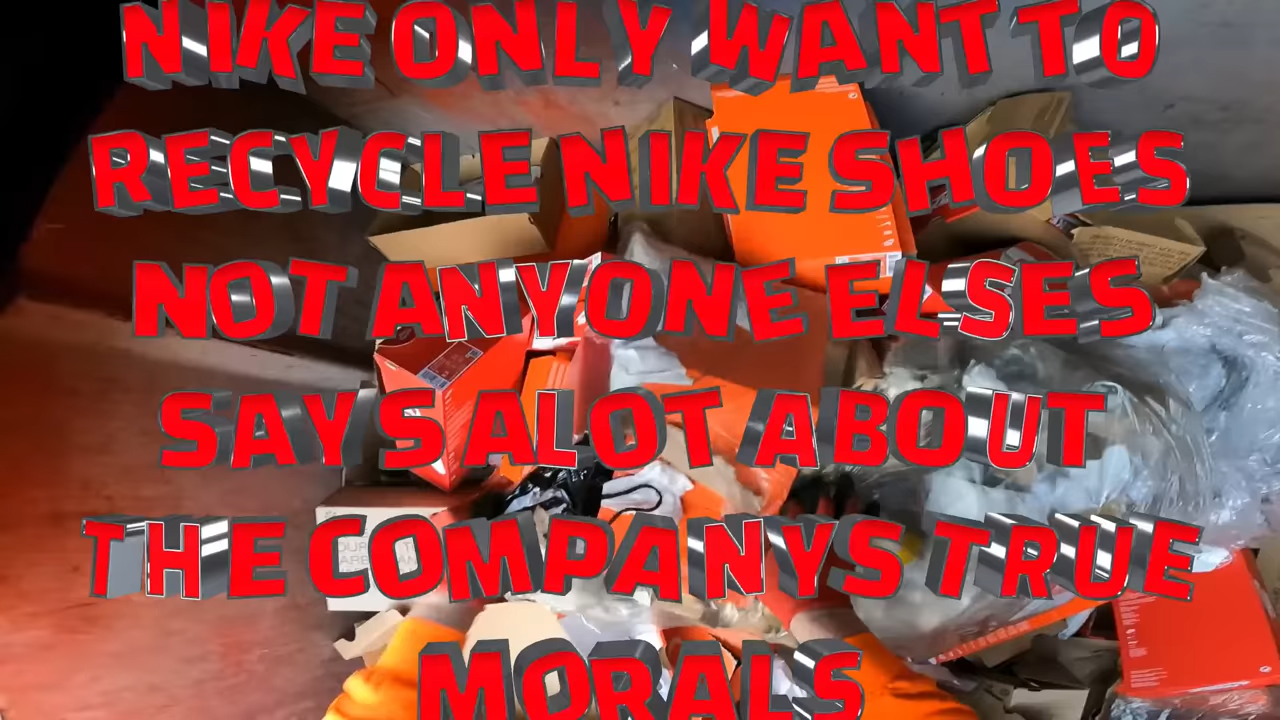 NIKE ONLY WANT TO
RECYCLE NIKE SHOES
NOT ANYONE ELSES
SAYS ALOT ABOUT
THE COMPANYS TRUE
MORALS